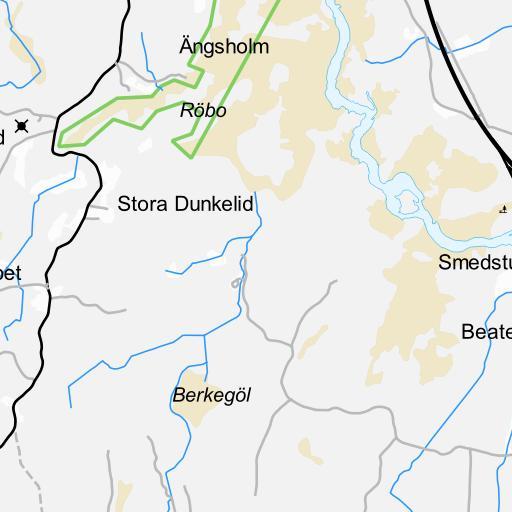 Ängsholm
Röbo
Stora Dunkelid
Smedstu
Beate
Berkegöl